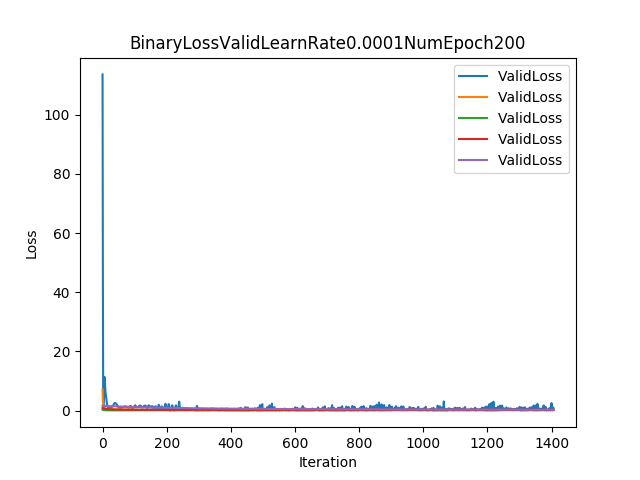 BinaryLossValidLearnRate0.0001NumEpoch200
ValidLoss
ValidLoss
ValidLoss
ValidLoss
ValidLoss
100
80
60
40
20
0
Loss
0 200 400 600 800 1000 1200 1400
Iteration